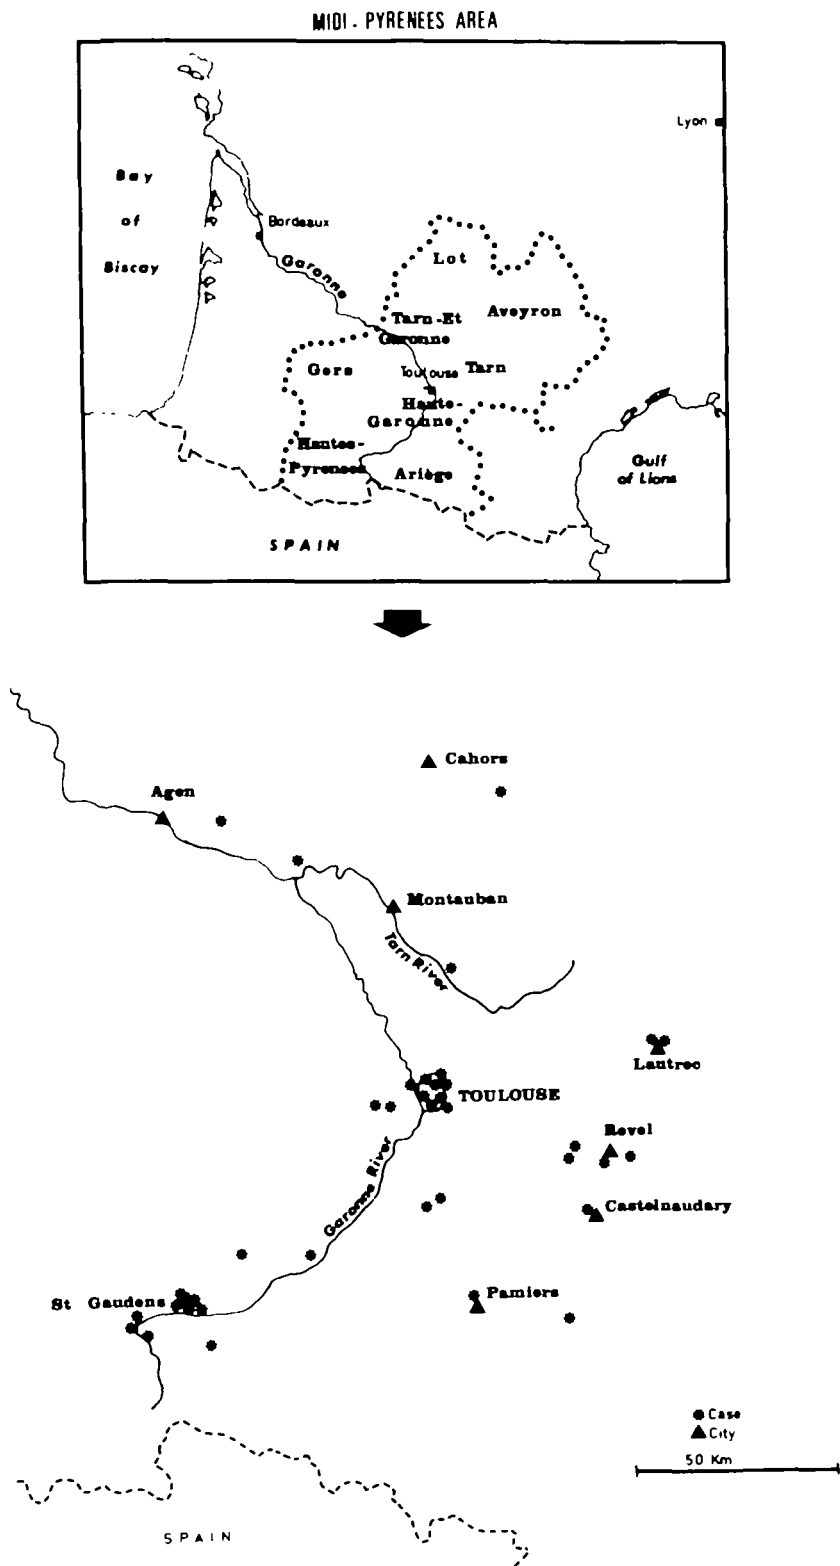 MIDI - PYRENEES AREA
Lyon
Bay
of
Biscay
Bordeaux
Garonne
Lot
Aveyron
Tarn-Et
Garonne
Gers
Toulouse
Tarn
Haute-
Garonne
Hautes-
Pyrenees
Ariège
Gulf
of Lions
SPAIN
Cahors
Agen
Montauban
Tarn River
Lautrec
TOULOUSE
Revel
Garonne River
Castelnaudary
St Gaudens
Pamiers
Case
City
50 Km
SPAIN